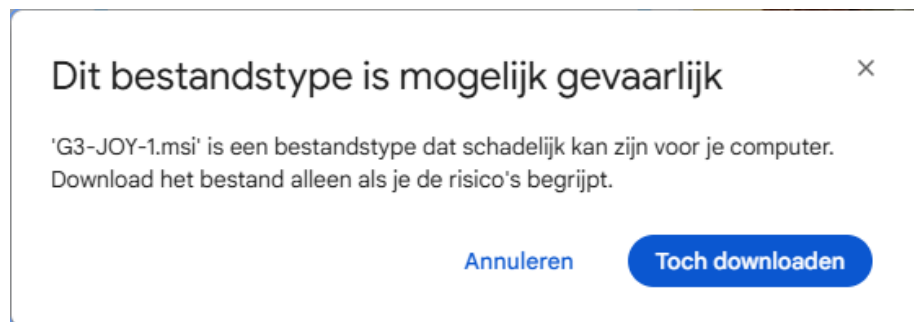 Dit bestandstype is mogelijk gevaarlijk
'G3-JOY-1.msi' is een bestandstype dat schadelijk kan zijn voor je computer.
Download het bestand alleen als je de risico's begrijpt.
Annuleren
Toch downloaden